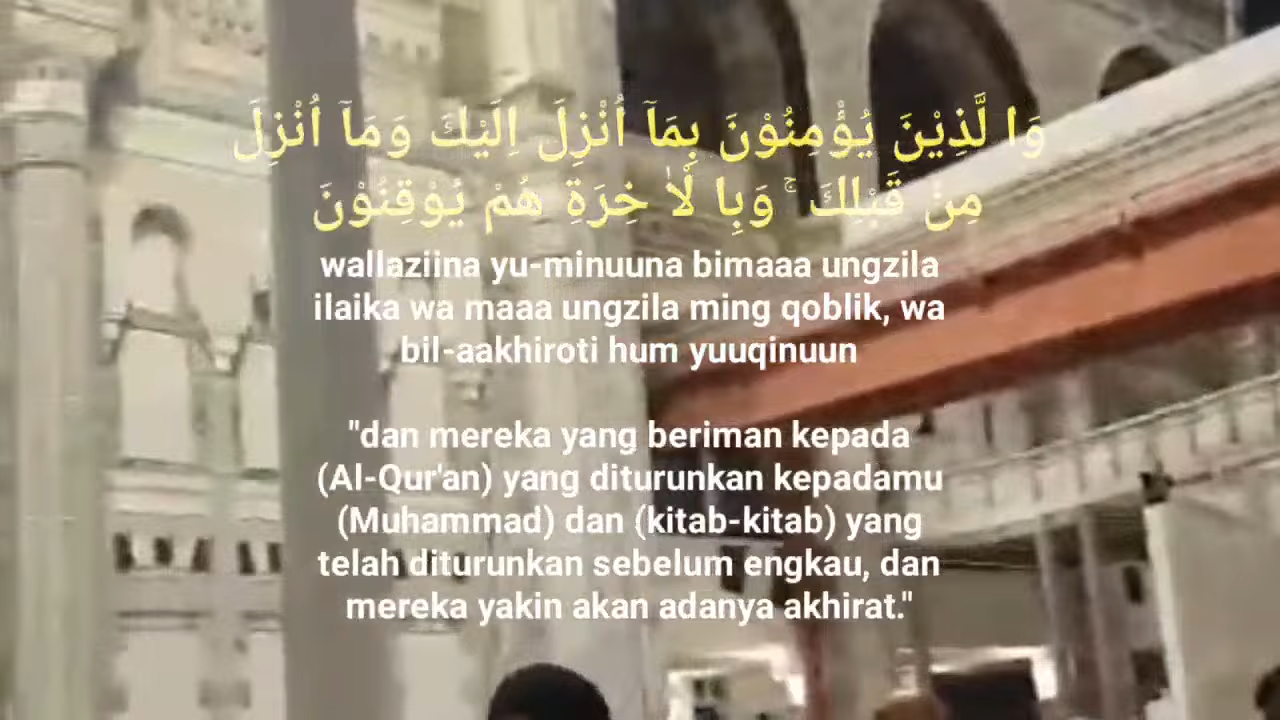 وَا لَّذِيْنَ يُؤْمِنُوْنَ بِمَاۤ اُنْزِلَ اِلَيْكَ وَمَاۤ اُنْزِلَ
مِنْ قَبْلِكَ ۚ وَبِا لْاٰ خِرَةِ هُمْ يُوْقِنُوْنَ
wallaziina yu-minuuna bimaaa ungzila
ilaika wa maaa ungzila ming qoblik, wa
bil-aakhiroti hum yuuqinuun
"dan mereka yang beriman kepada
(Al-Qur'an) yang diturunkan kepadamu
(Muhammad) dan (kitab-kitab) yang
telah diturunkan sebelum engkau, dan
mereka yakin akan adanya akhirat."